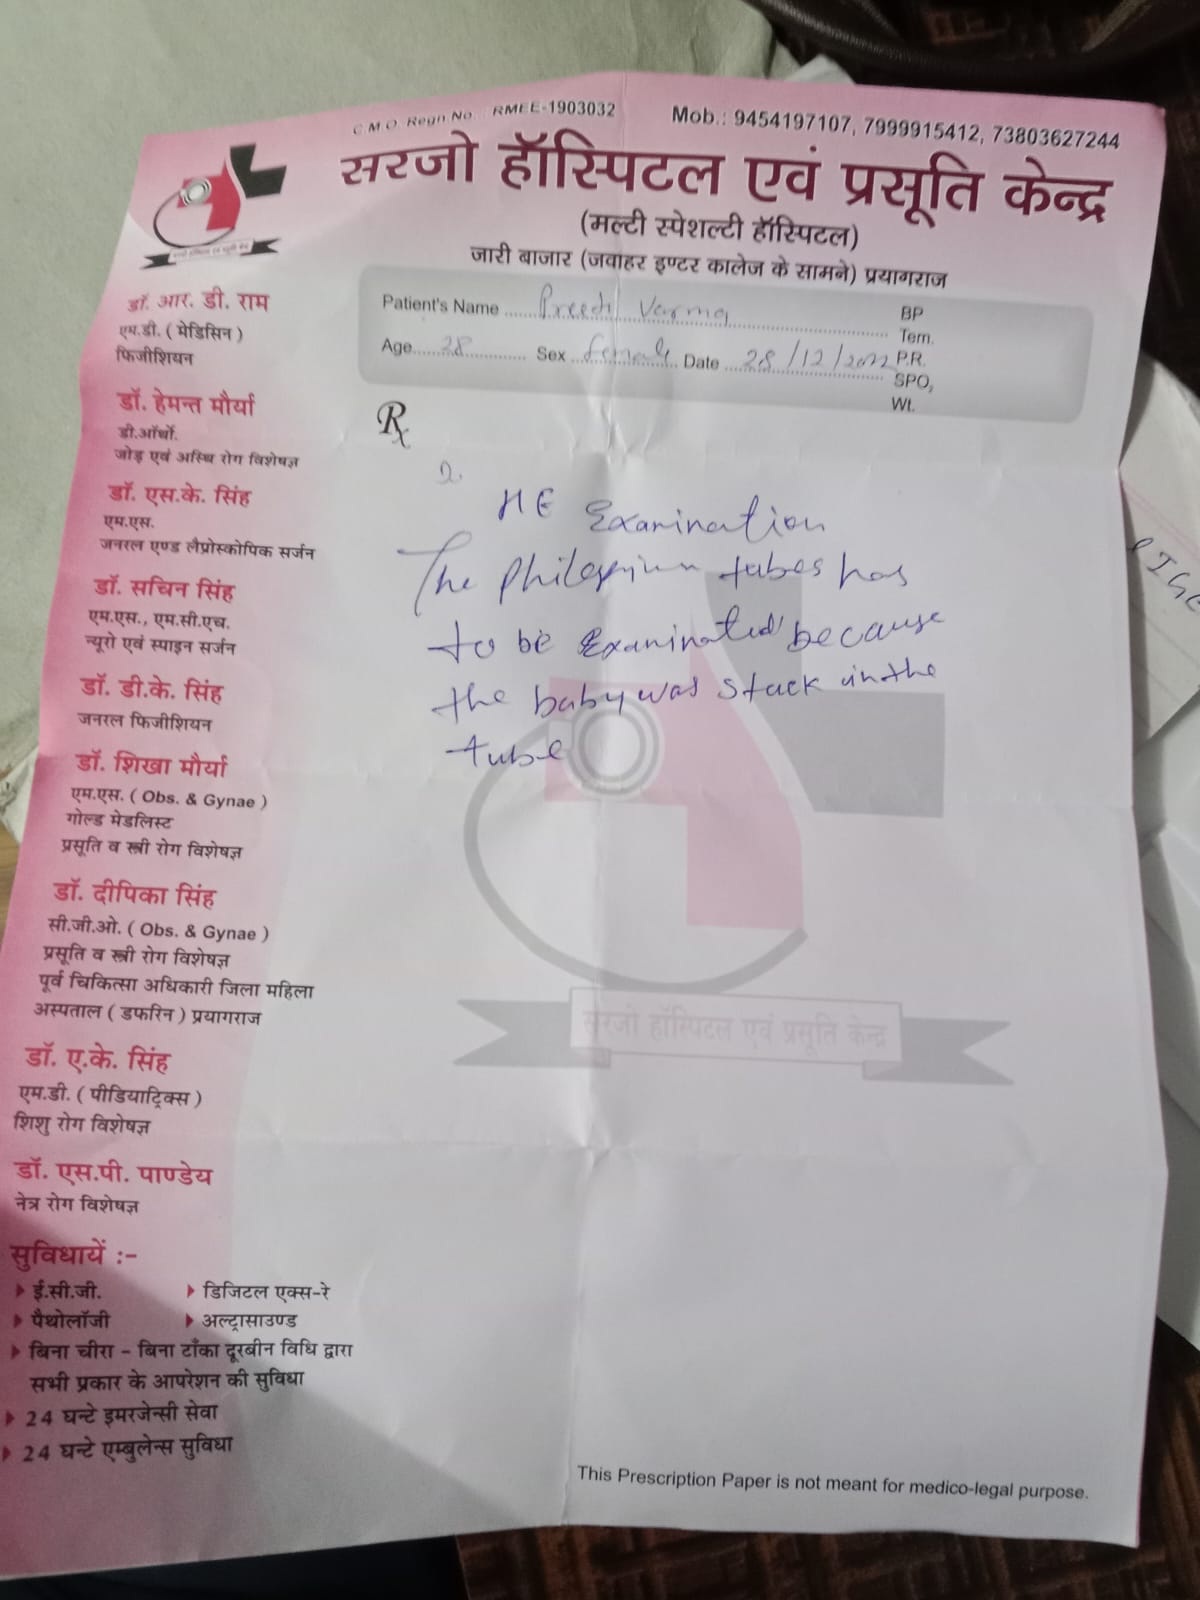 C.M.O. Regn No. : RMEE-1903032
Mob.: 9454197107, 7999915412, 73803627244
सरजो हॉस्पिटल एवं प्रसूति केन्द्र
(मल्टी स्पेशल्टी हॉस्पिटल)
जारी बाजार (जवाहर इण्टर कालेज के सामने) प्रयागराज
Patient's Name Preeti Varma BP
Tem.
Age 28 Sex female Date 28/12/2022 P.R.
SPO2
Wt.
Rx
डॉ. आर. डी. राम
एम.डी. ( मेडिसिन )
फिजीशियन
डॉ. हेमन्त मौर्या
डी.ऑर्थो.
जोड़ एवं अस्थि रोग विशेषज्ञ
डॉ. एस.के. सिंह
एम.एस.
जनरल एण्ड लैप्रोस्कोपिक सर्जन
डॉ. सचिन सिंह
एम.एस., एम.सी.एच.
न्यूरो एवं स्पाइन सर्जन
डॉ. डी.के. सिंह
जनरल फिजीशियन
डॉ. शिखा मौर्या
एम.एस. ( Obs. & Gynae )
गोल्ड मेडलिस्ट
प्रसूति व स्त्री रोग विशेषज्ञ
डॉ. दीपिका सिंह
सी.जी.ओ. ( Obs. & Gynae )
प्रसूति व स्त्री रोग विशेषज्ञ
पूर्व चिकित्सा अधिकारी जिला महिला
अस्पताल ( डफरिन ) प्रयागराज
डॉ. ए.के. सिंह
एम.डी. ( पीडियाट्रिक्स )
शिशु रोग विशेषज्ञ
डॉ. एस.पी. पाण्डेय
नेत्र रोग विशेषज्ञ
सुविधायें :-
ई.सी.जी. डिजिटल एक्स-रे
पैथोलॉजी अल्ट्रासाउण्ड
बिना चीरा - बिना टाँका दूरबीन विधि द्वारा
सभी प्रकार के आपरेशन की सुविधा
24 घन्टे इमरजेन्सी सेवा
24 घन्टे एम्बुलेन्स सुविधा
HE Examination
The tubes has
to be Examinated because
the baby was stuck in the
tube
सरजो हॉस्पिटल एवं प्रसूति केन्द्र
This Prescription Paper is not meant for medico-legal purpose.